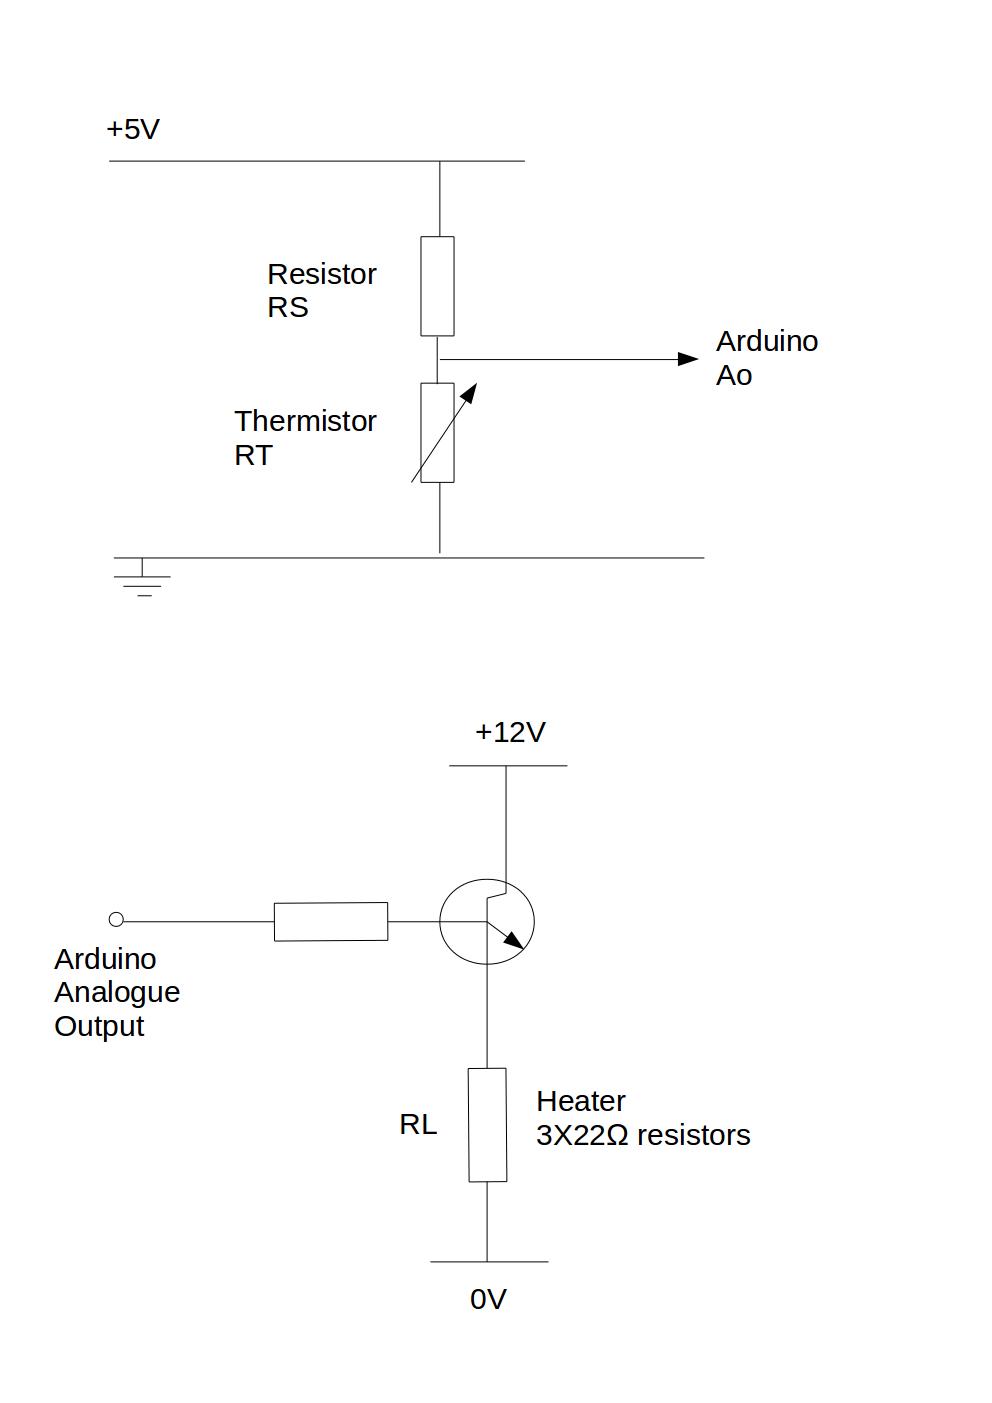 +5V
Resistor
RS
Arduino
Ao
Thermistor
RT
+12V
Arduino
Analogue
Output
RL
Heater
3X22Ω resistors
0V